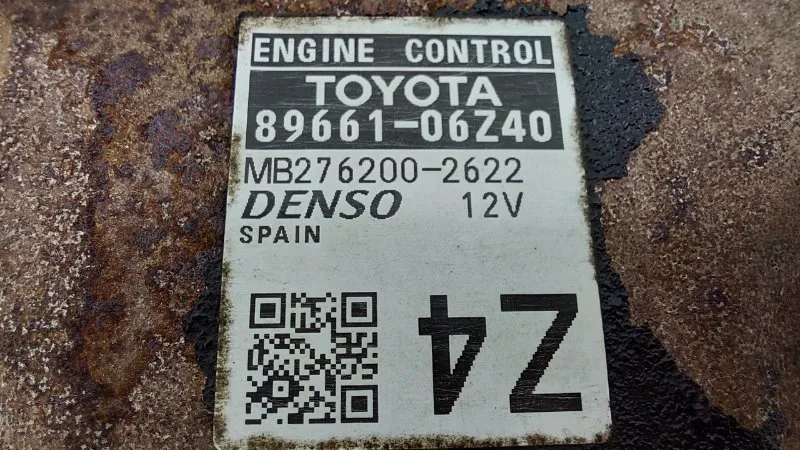 ENGINE CONTROL
TOYOTA
89661-06Z40
MB276200-2622
DENSO 12V
SPAIN
Z4